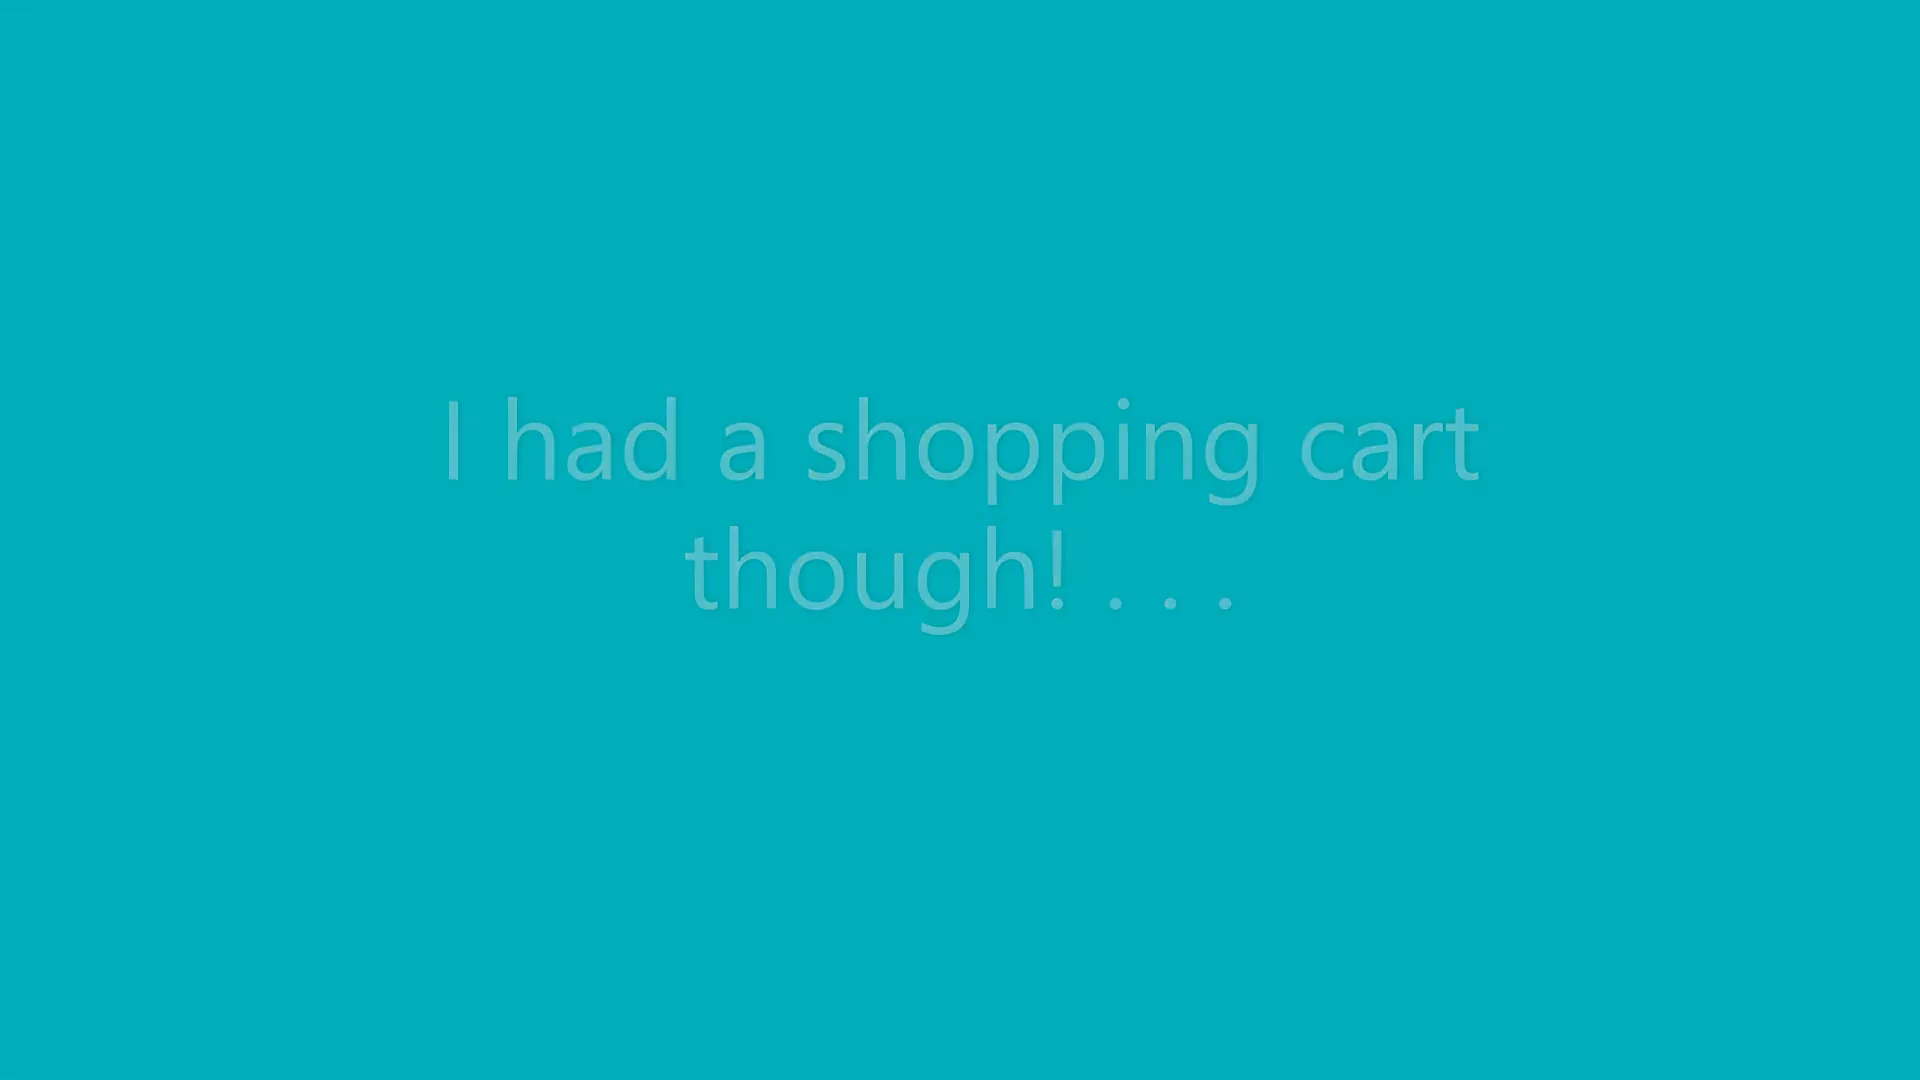 I had a shopping cart
though! . . .